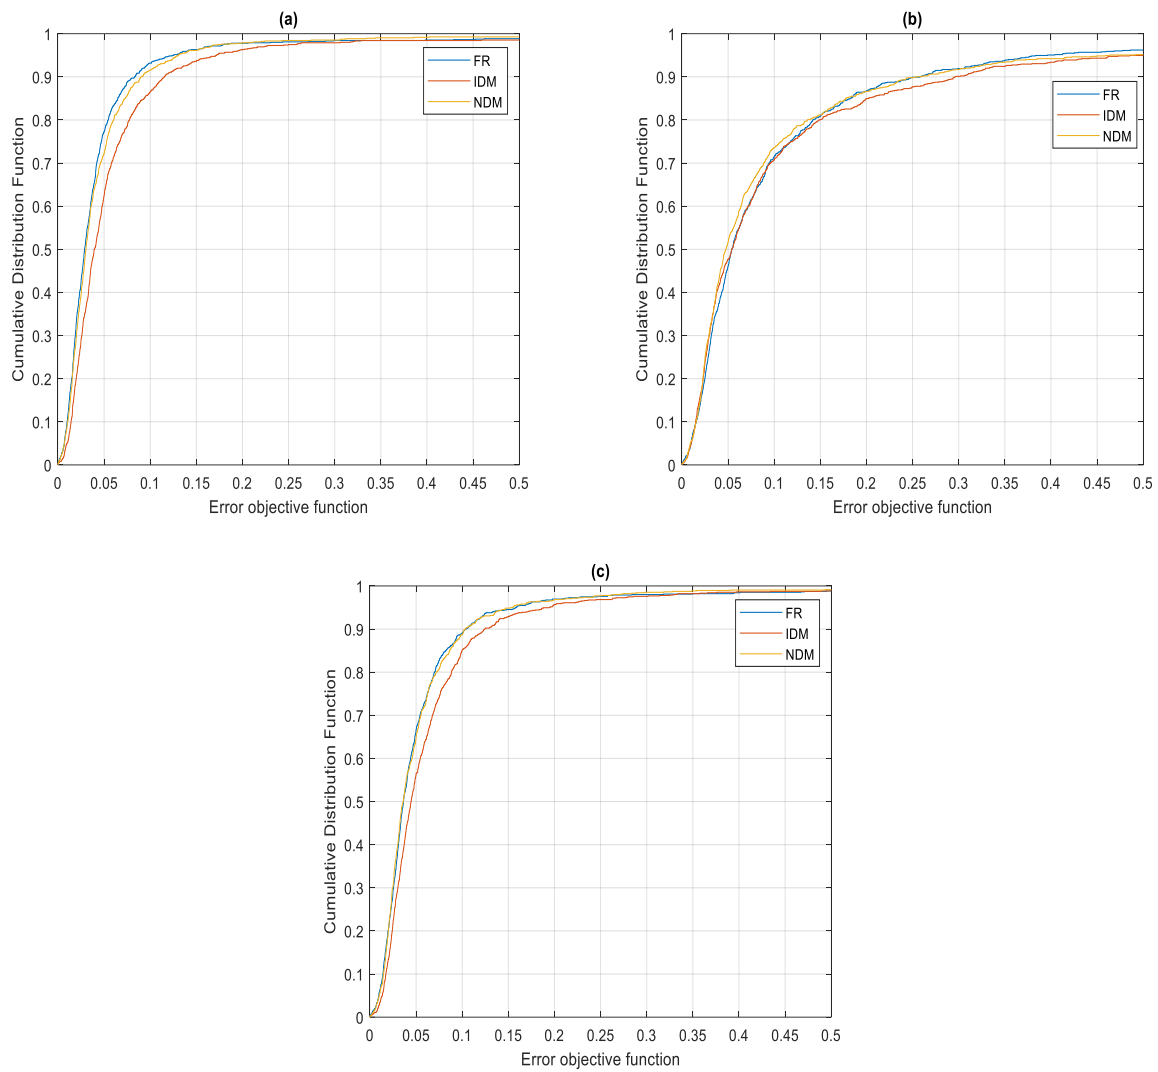 (a)
Cumulative Distribution Function
1
0.9
0.8
0.7
0.6
0.5
0.4
0.3
0.2
0.1
0
FR
IDM
NDM
0 0.05 0.1 0.15 0.2 0.25 0.3 0.35 0.4 0.45 0.5
Error objective function
(b)
Cumulative Distribution Function
1
0.9
0.8
0.7
0.6
0.5
0.4
0.3
0.2
0.1
0
FR
IDM
NDM
0 0.05 0.1 0.15 0.2 0.25 0.3 0.35 0.4 0.45 0.5
Error objective function
(c)
Cumulative Distribution Function
1
0.9
0.8
0.7
0.6
0.5
0.4
0.3
0.2
0.1
0
FR
IDM
NDM
0 0.05 0.1 0.15 0.2 0.25 0.3 0.35 0.4 0.45 0.5
Error objective function